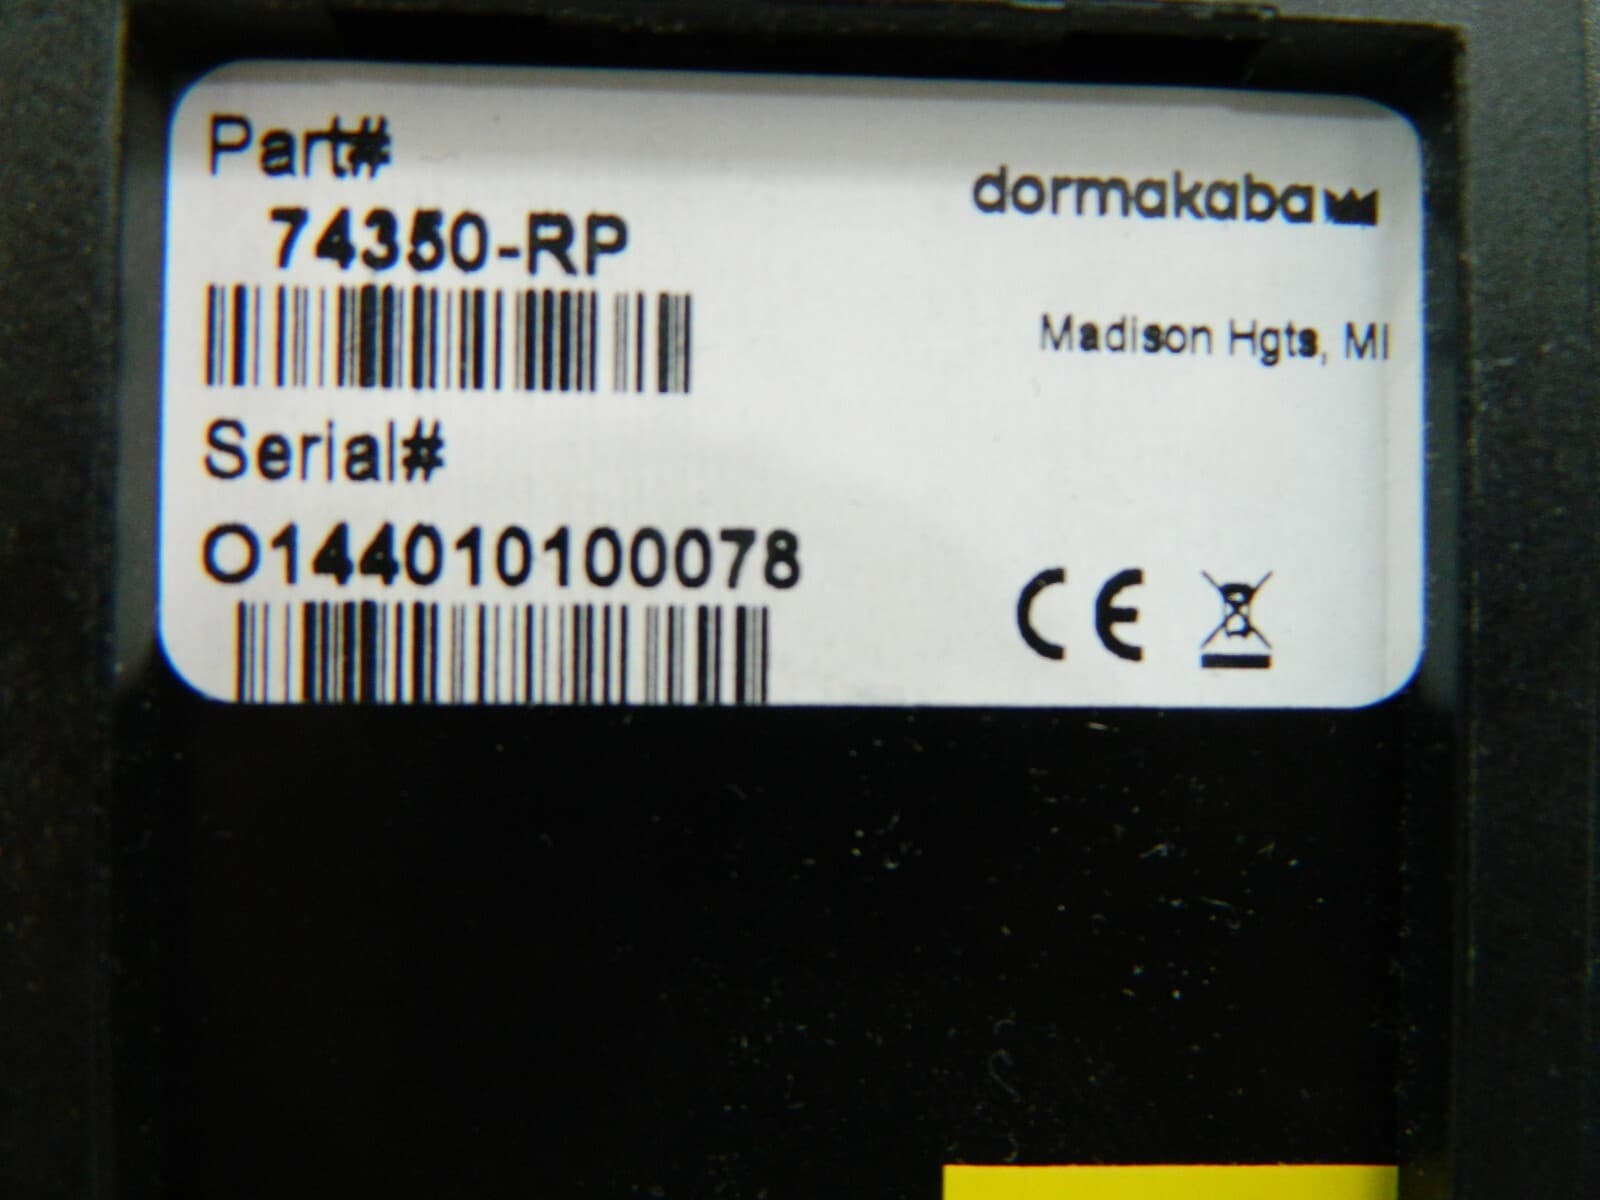 Part#
74350-RP
dormakaba
Madison Hgts, MI
Serial#
O144010100078
CE